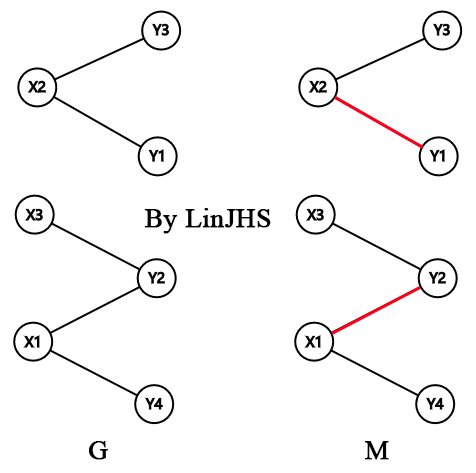 Y3 Y3
X2 X2
Y1 Y1
X3 X3
By LinJHS
Y2 Y2
X1 X1
Y4 Y4
G M